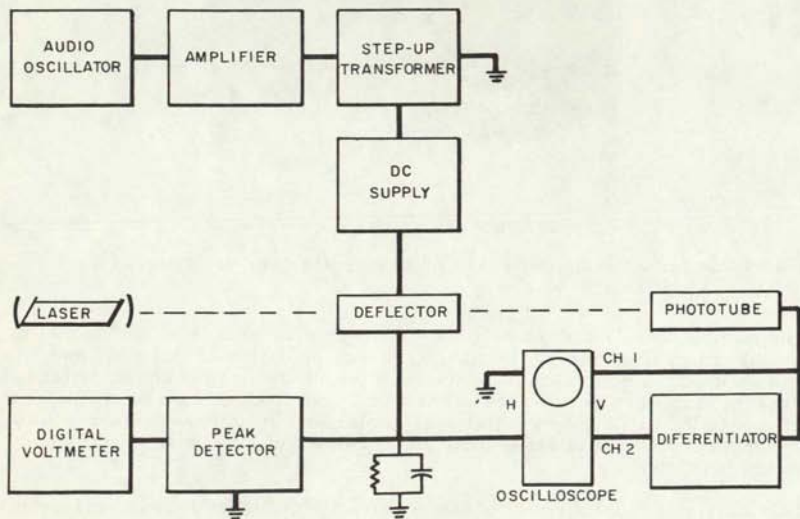 AUDIO
OSCILLATOR
AMPLIFIER
STEP-UP
TRANSFORMER
DC
SUPPLY
LASER
DEFLECTOR
PHOTOTUBE
CH 1
H
V
DIGITAL
VOLTMETER
PEAK
DETECTOR
CH 2
DIFERENTIATOR
OSCILLOSCOPE